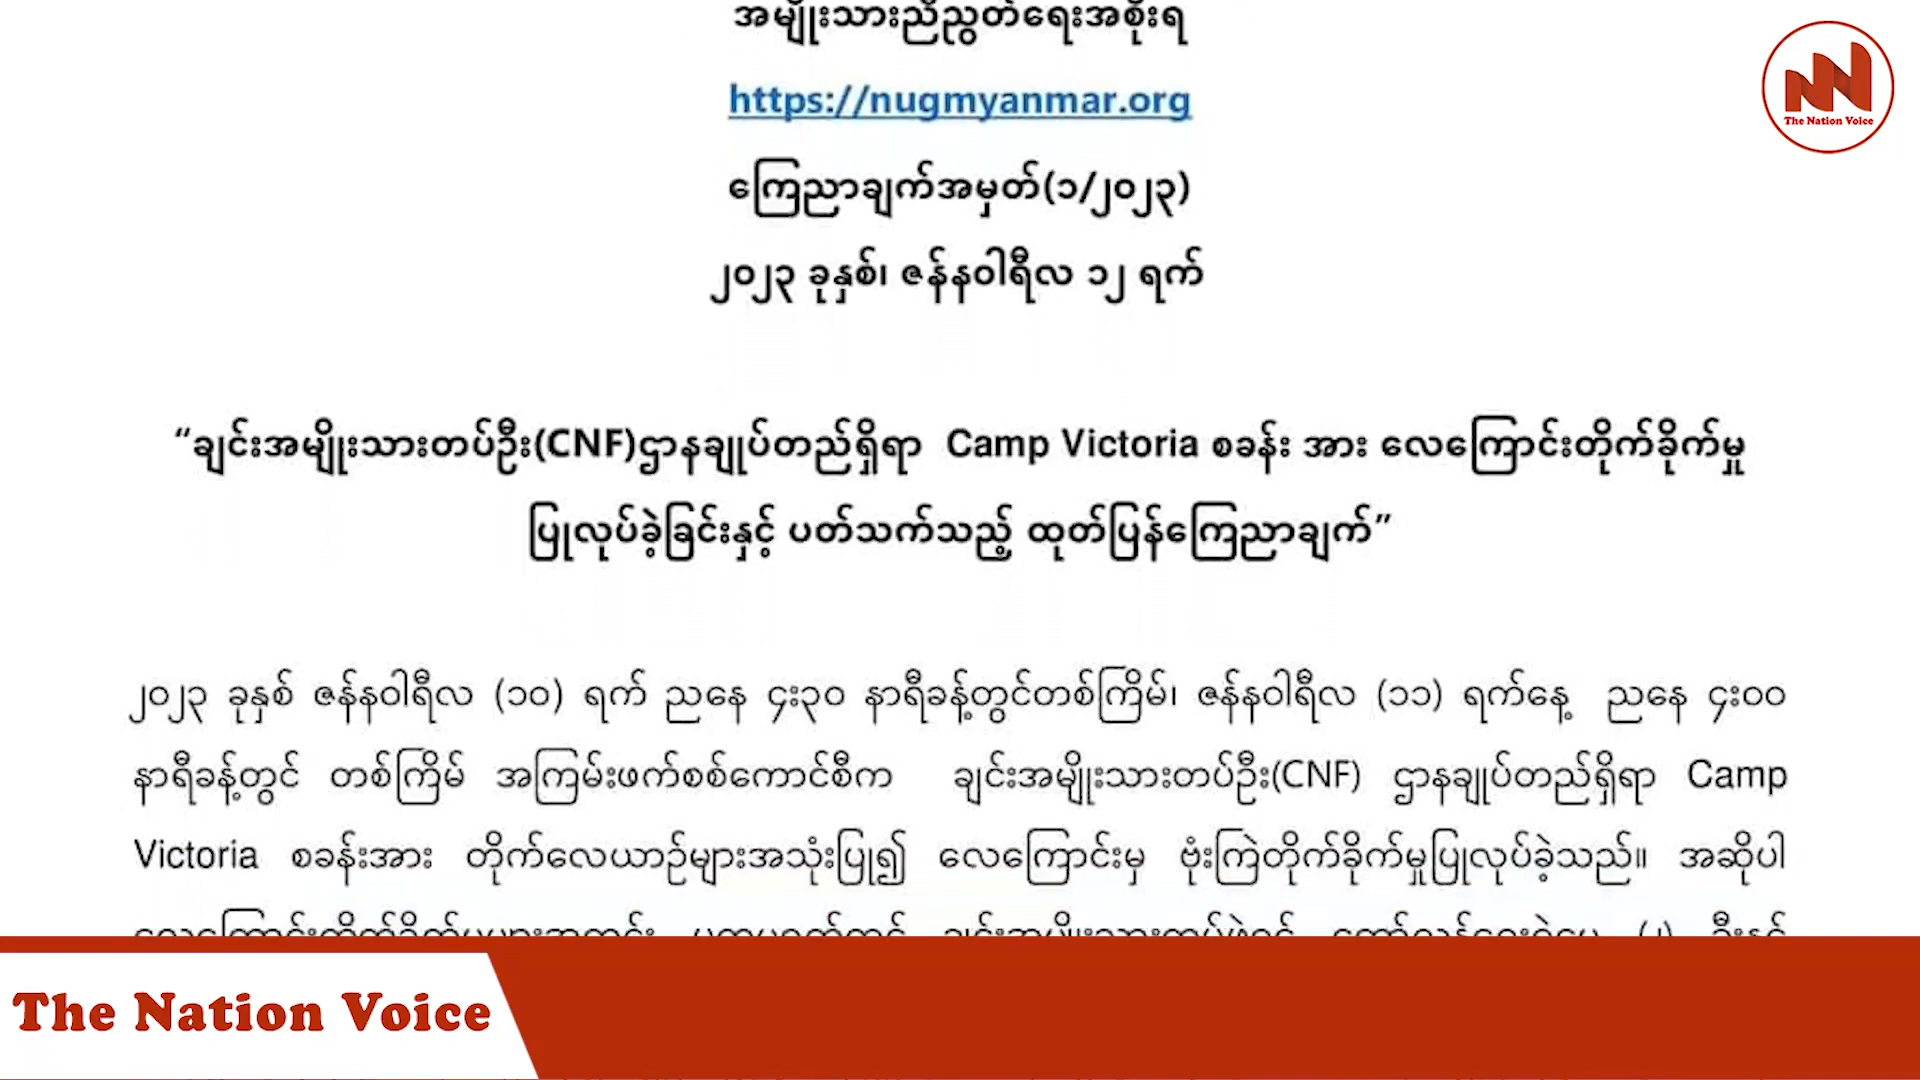 အမျိုးသားညီညွတ်ရေးအစိုးရ
https://nugmyanmar.org
ကြေညာချက်အမှတ်(၁/၂၀၂၃)
၂၀၂၃ ခုနှစ်၊ ဇန်နဝါရီလ ၁၂ ရက်
The Nation Voice
“ချင်းအမျိုးသားတပ်ဦး(CNF)ဌာနချုပ်တည်ရှိရာ Camp Victoria စခန်း အား လေကြောင်းတိုက်ခိုက်မှု
ပြုလုပ်ခဲ့ခြင်းနှင့် ပတ်သက်သည့် ထုတ်ပြန်ကြေညာချက်”
၂၀၂၃ ခုနှစ် ဇန်နဝါရီလ (၁၀) ရက် ညနေ ၄း၃၀ နာရီခန့်တွင်တစ်ကြိမ်၊ ဇန်နဝါရီလ (၁၁) ရက်နေ့ ညနေ ၄း၀၀
နာရီခန့်တွင် တစ်ကြိမ် အကြမ်းဖက်စစ်ကောင်စီက ချင်းအမျိုးသားတပ်ဦး(CNF) ဌာနချုပ်တည်ရှိရာ Camp
Victoria စခန်းအား တိုက်လေယာဉ်များအသုံးပြု၍ လေကြောင်းမှ ဗုံးကြဲတိုက်ခိုက်မှုပြုလုပ်ခဲ့သည်။ အဆိုပါ
The Nation Voice